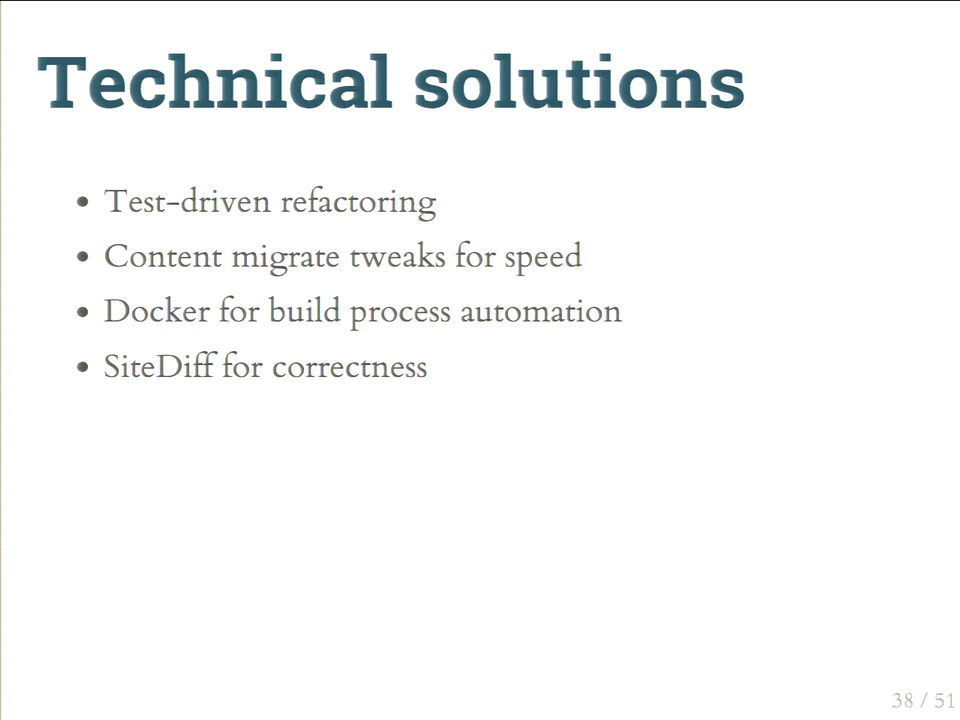 Technical solutions
• Test-driven refactoring
• Content migrate tweaks for speed
• Docker for build process automation
• SiteDiff for correctness
38 / 51